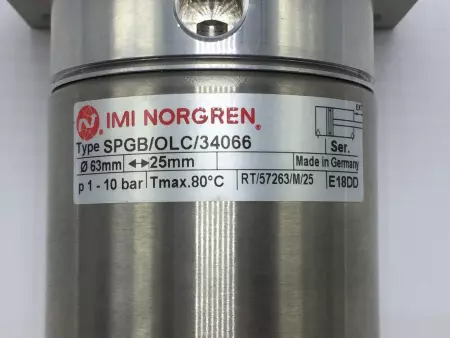 IMI NORGREN®
EXT
Type SPGB/OLC/34066
Ser.
Ø 63mm ↔25mm Made in Germany
p 1 - 10 bar Tmax.80°C RT/57263/M/25 E18DD